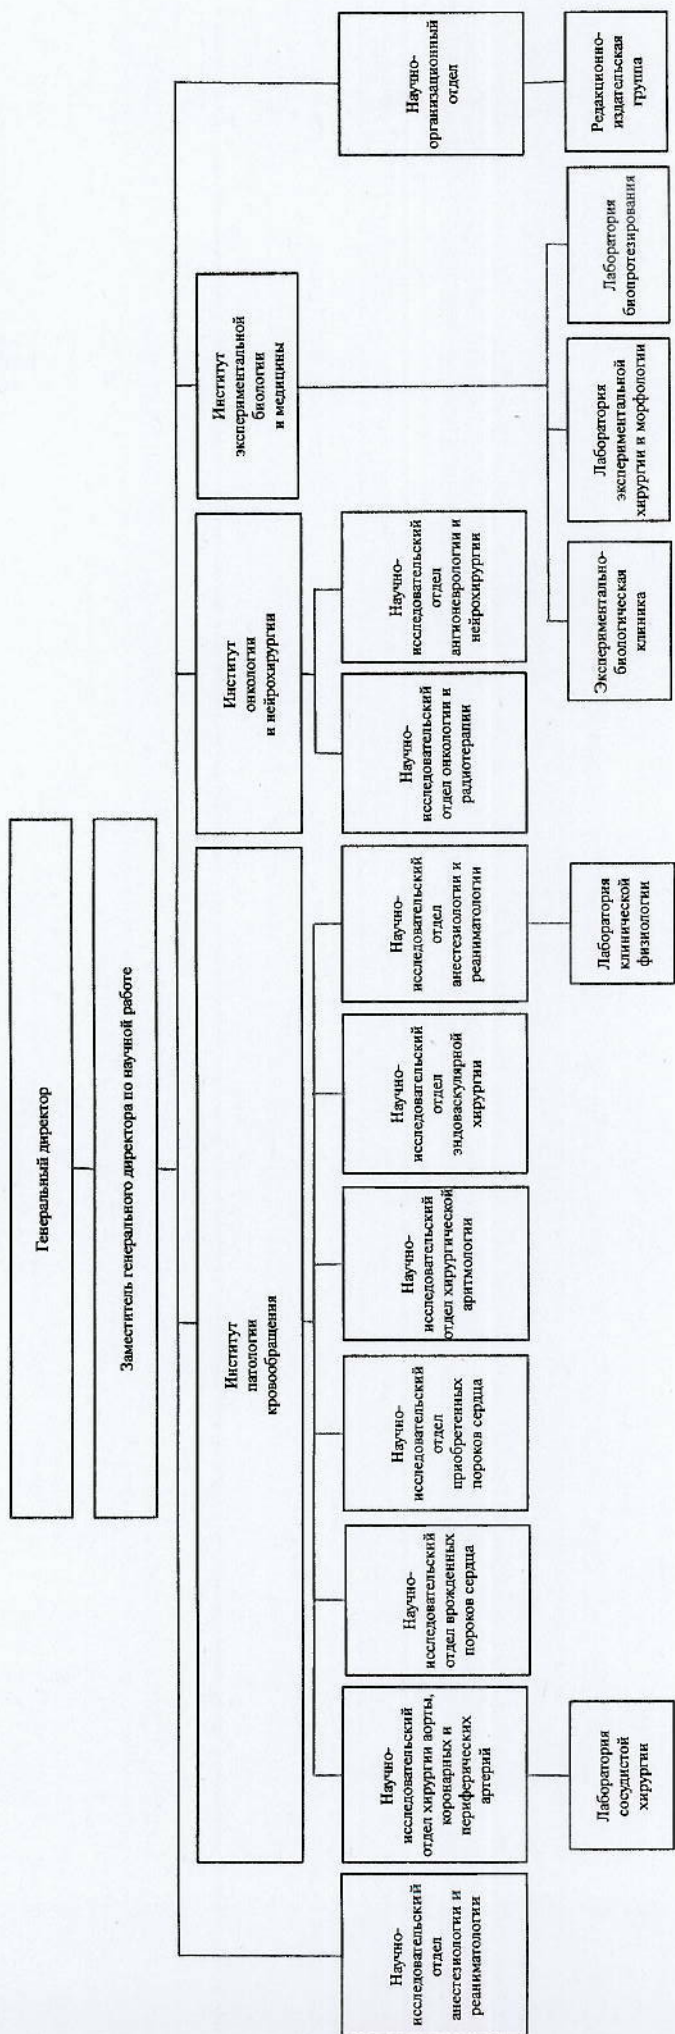 Генеральный директор
Заместитель генерального директора по научной работе
Институт
патологии
кровообращения
Институт
онкологии
и нейрохирургии
Институт
экспериментальной
биологии
и медицины
Научно-
исследовательский
отдел
анестезиологии и
реаниматологии
Научно-
исследовательский
отдел хирургии аорты,
коронарных и
периферических
артерий
Научно-
исследовательский
отдел врожденных
пороков сердца
Научно-
исследовательский
отдел
приобретенных
пороков сердца
Научно-
исследовательский
отдел хирургической
аритмологии
Научно-
исследовательский
отдел
эндоваскулярной
хирургии
Научно-
исследовательский
отдел
анестезиологии и
реаниматологии
Научно-
исследовательский
отдел онкологии и
радиотерапии
Научно-
исследовательский
отдел
ангионеврологии и
нейрохирургии
Научно-
организационный
отдел
Лаборатория
сосудистой
хирургии
Лаборатория
клинической
физиологии
Экспериментально-
биологическая
клиника
Лаборатория
экспериментальной
хирургии и морфологии
Лаборатория
биопротезирования
Редакционно-
издательская
группа